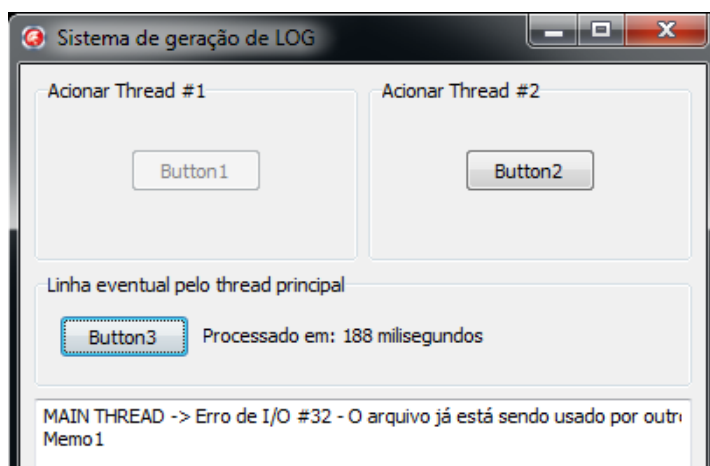 Sistema de geração de LOG
Acionar Thread #1
Acionar Thread #2
Button1
Button2
Linha eventual pelo thread principal
Button3
Processado em: 188 milisegundos
MAIN THREAD -> Erro de I/O #32 - O arquivo já está sendo usado por
Memo1